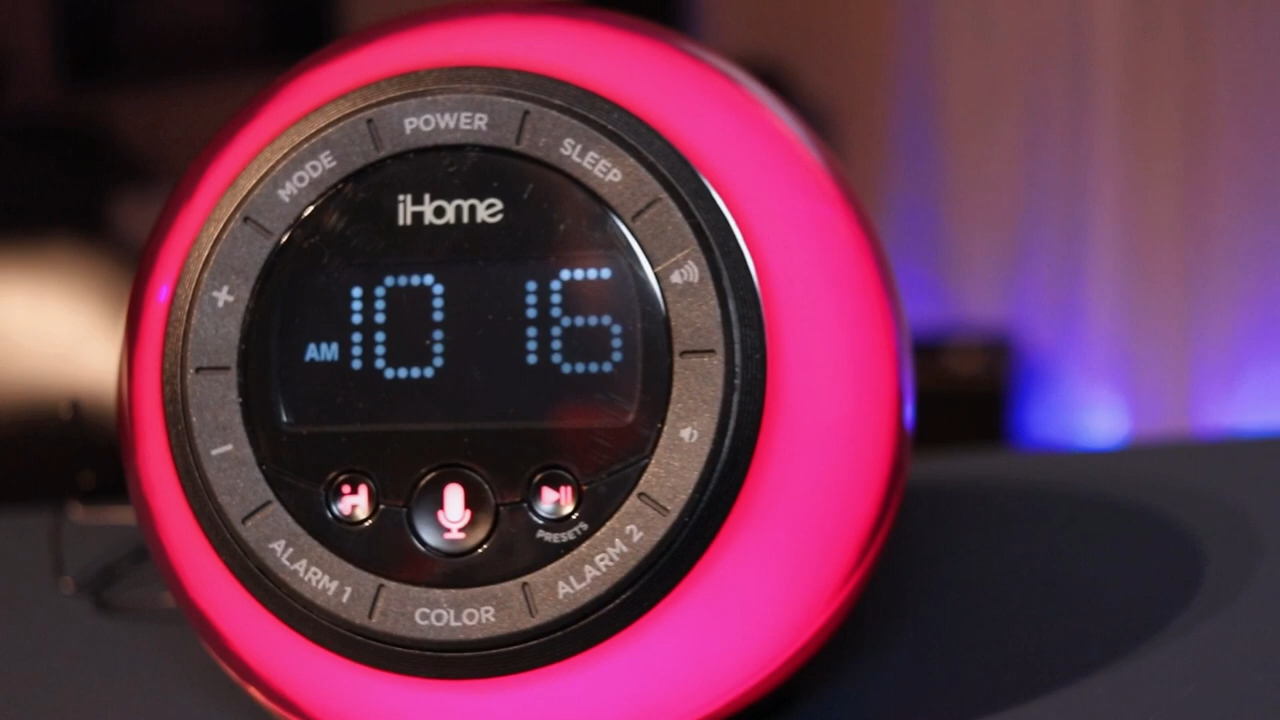 POWER
MODE
SLEEP
iHome
+
AM 10 16
-
PRESETS
ALARM 1
ALARM 2
COLOR